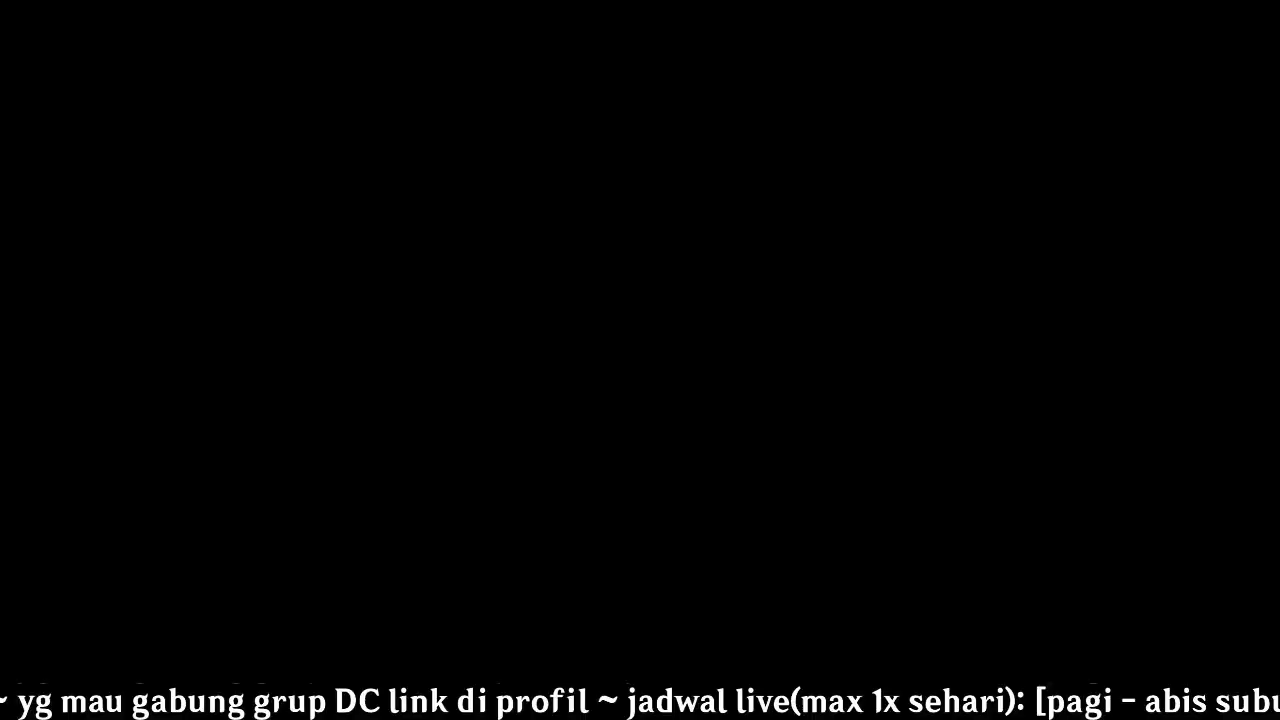 ~ yg mau gabung grup DC link di profil ~ jadwal live(max 1x sehari): [pagi - abis